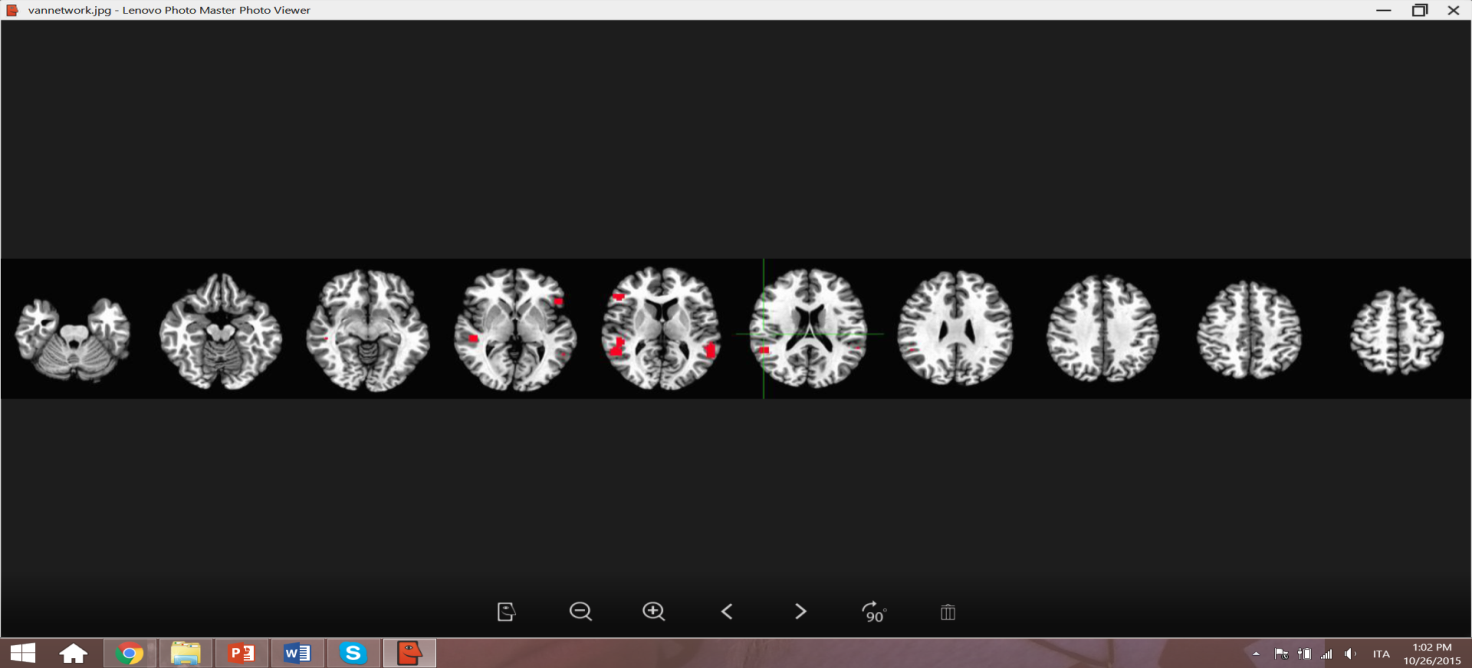 vannetwork.jpg - Lenovo Photo Master Photo Viewer
90°
P
W
S
ITA
1:02 PM
10/26/2015